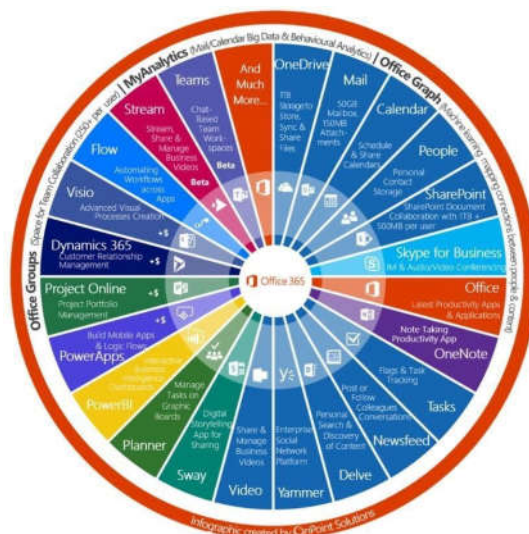 Office Groups (Space for Team Collaboration (250+ per user)) | MyAnalytics (Mail/Calendar Big Data & Behavioural Analytics) | Office Graph (Machine learning - mapping connections between people & content)
And
Much
More...
OneDrive
1TB
Storage to
Store,
Sync &
Share
Files
Mail
50GB
Mailbox,
150MB
Attach-
ments
Calendar
Schedule
& Share
Calendars
People
Personal
Contact
Storage
SharePoint
SharePoint Document
Collaboration with 1TB +
500MB per user
Skype for Business
IM & Audio/Video Conferencing
Office
Latest Productivity Apps
& Applications
OneNote
Note Taking
Productivity App
Tasks
Flags & Task
Tracking
Newsfeed
Post or
Follow
Colleagues
Conversations
Delve
Personal
Search &
Discovery
of Content
Yammer
Enterprise
Social
Network
Platform
Video
Share &
Manage
Business
Videos
Sway
Digital
Storytelling
App for
Sharing
Planner
Manage
Tasks on
Graphic
Boards
PowerBI
Interactive
Business
Intelligence
Dashboards
PowerApps
Build Mobile Apps
& Logic Flows
Project Online
Project Portfolio
Management
+$
Dynamics 365
Customer Relationship
Management
+$
Visio
Advanced Visual
Processes Creation
+$
Flow
Automating
Workflows
across
Apps
Stream
Stream,
Share &
Manage
Business
Videos
Beta
Teams
Chat-
Based
Team
Work-
spaces
Beta
Office 365
Infographic created by OnPoint Solutions